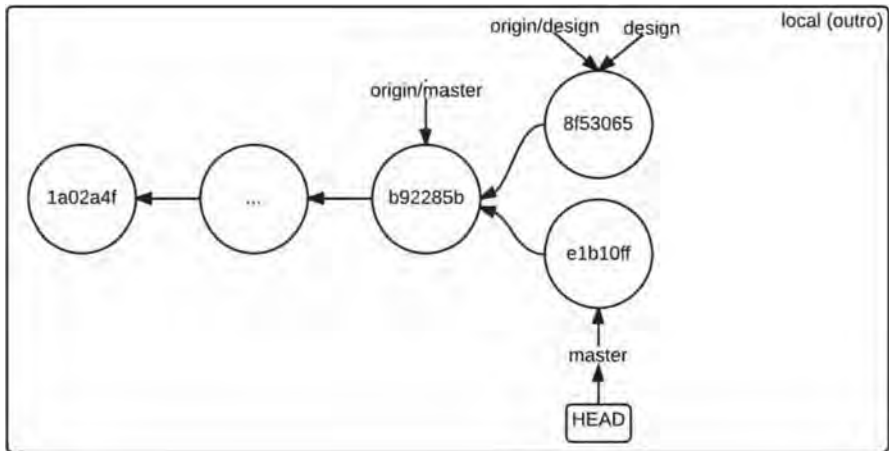 local (outro)
origin/design
design
origin/master
8f53065
1a02a4f
...
b92285b
e1b10ff
master
HEAD